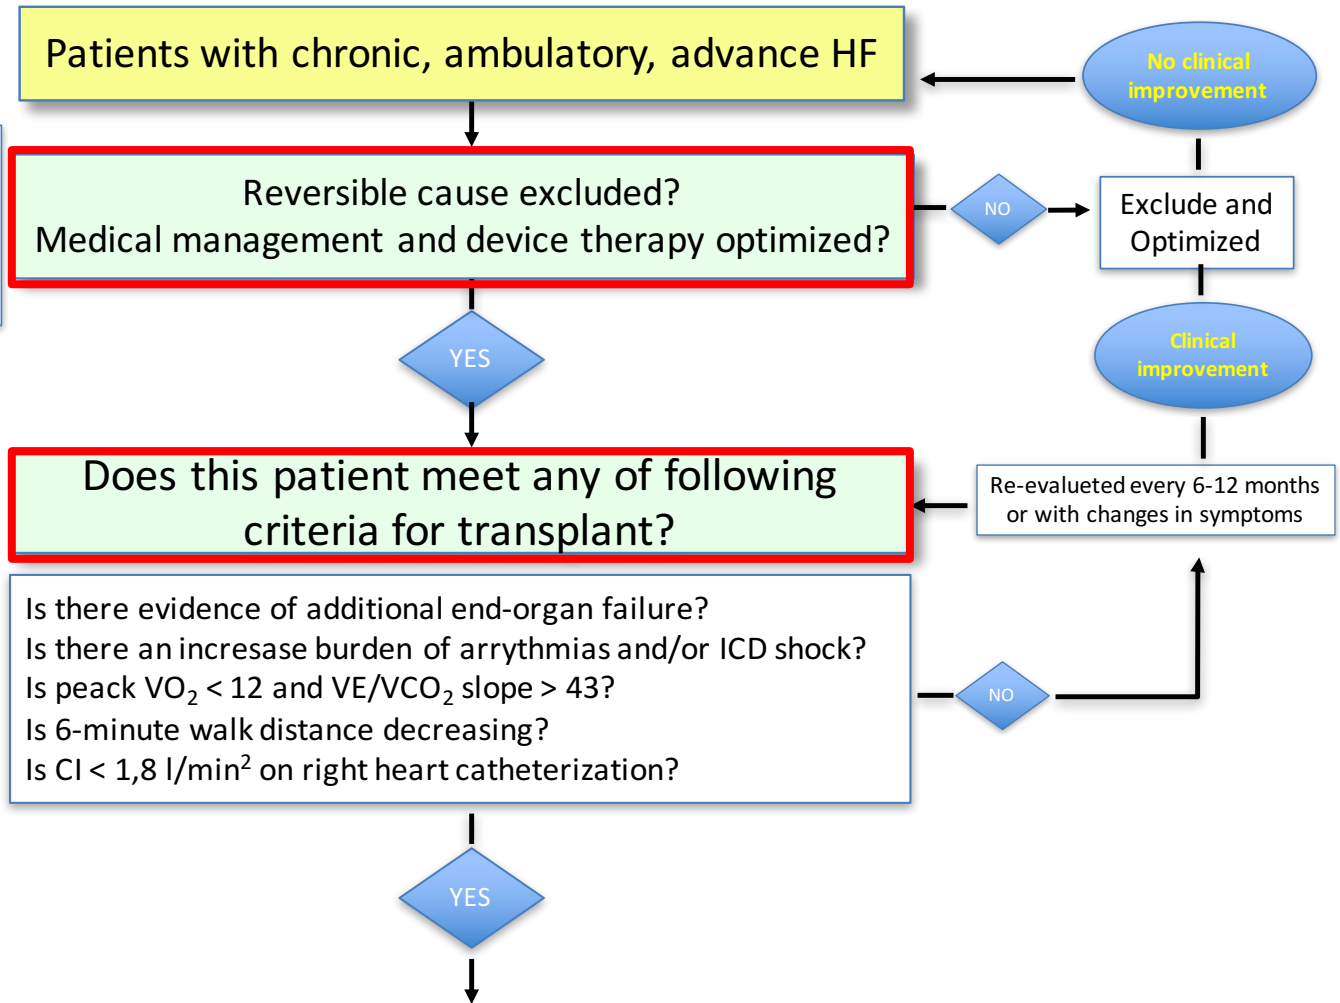 Patients with chronic, ambulatory, advance HF
No clinical
improvement
Reversible cause excluded?
Medical management and device therapy optimized?
NO
Exclude and
Optimized
YES
Clinical
improvement
Does this patient meet any of following
criteria for transplant?
Re-evalueted every 6-12 months
or with changes in symptoms
Is there evidence of additional end-organ failure?
Is there an incresase burden of arrythmias and/or ICD shock?
Is peack VO₂ < 12 and VE/VCO₂ slope > 43?
Is 6-minute walk distance decreasing?
Is CI < 1,8 l/min² on right heart catheterization?
NO
YES